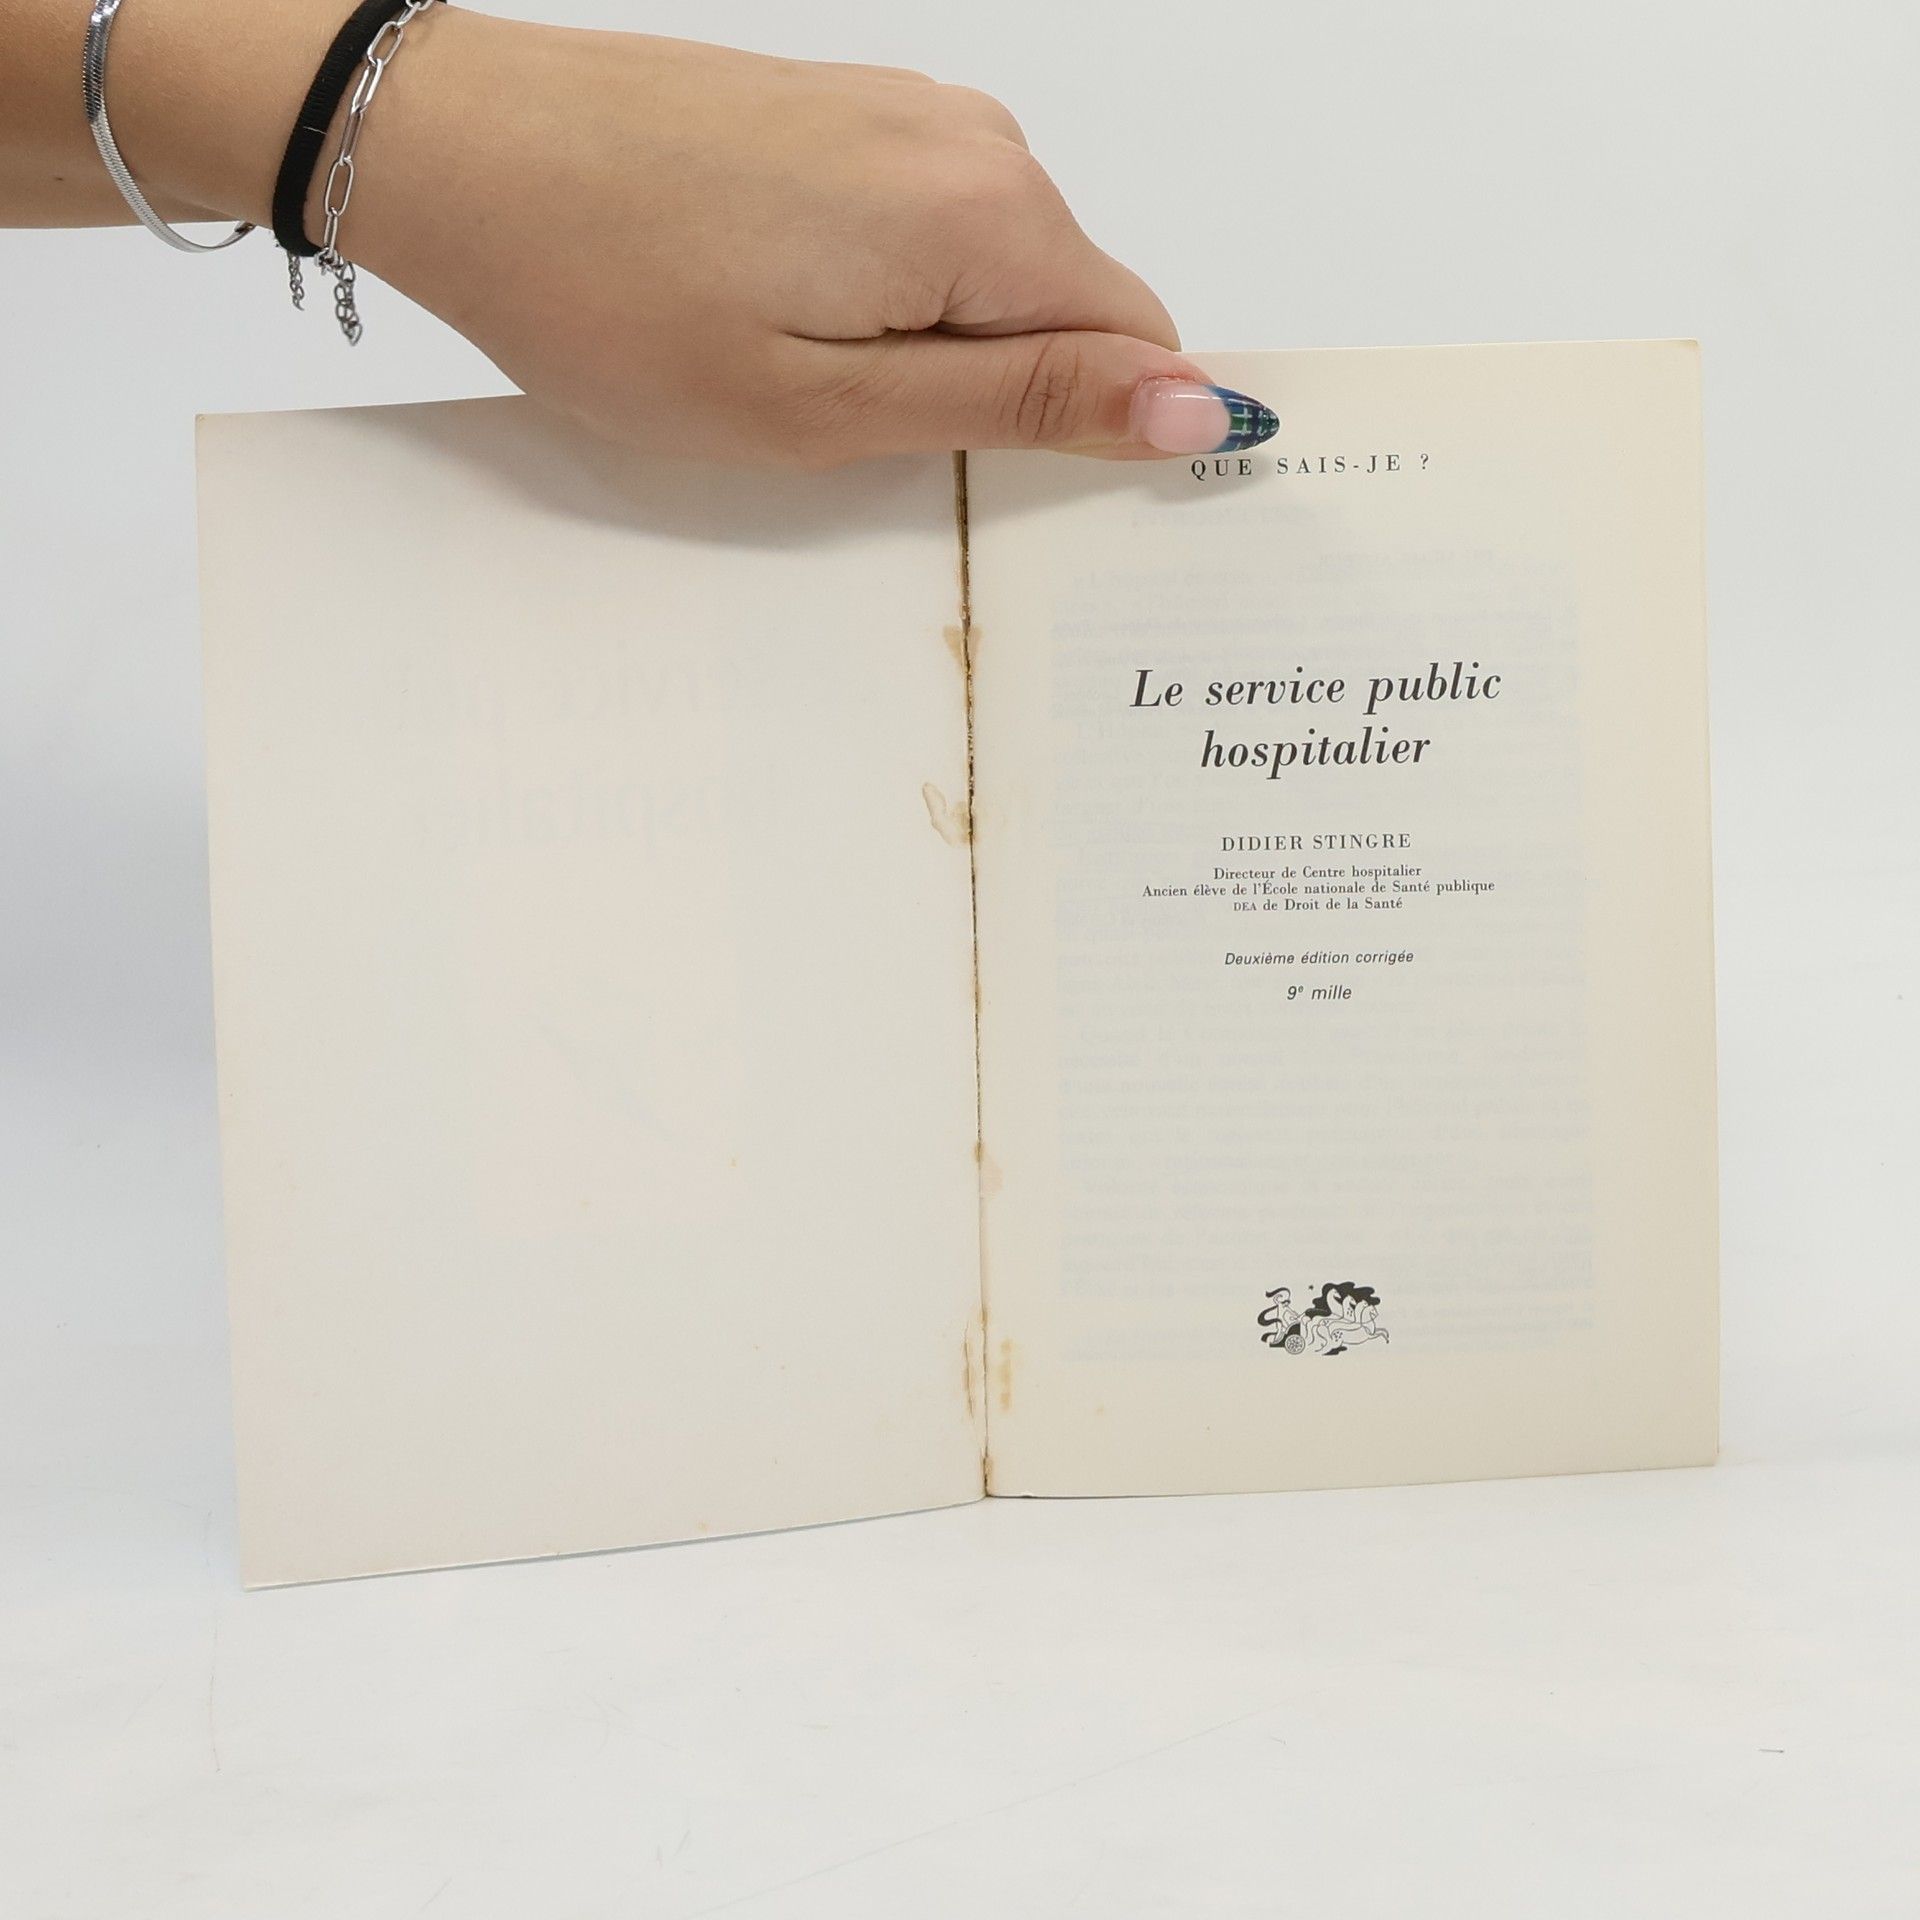 QUE SAIS-JE ?
Le service public
hospitalier
DIDIER STINGRE
Directeur de Centre hospitalier
Ancien élève de l'École nationale de Santé publique
DEA de Droit de la Santé
Deuxième édition corrigée
9e mille